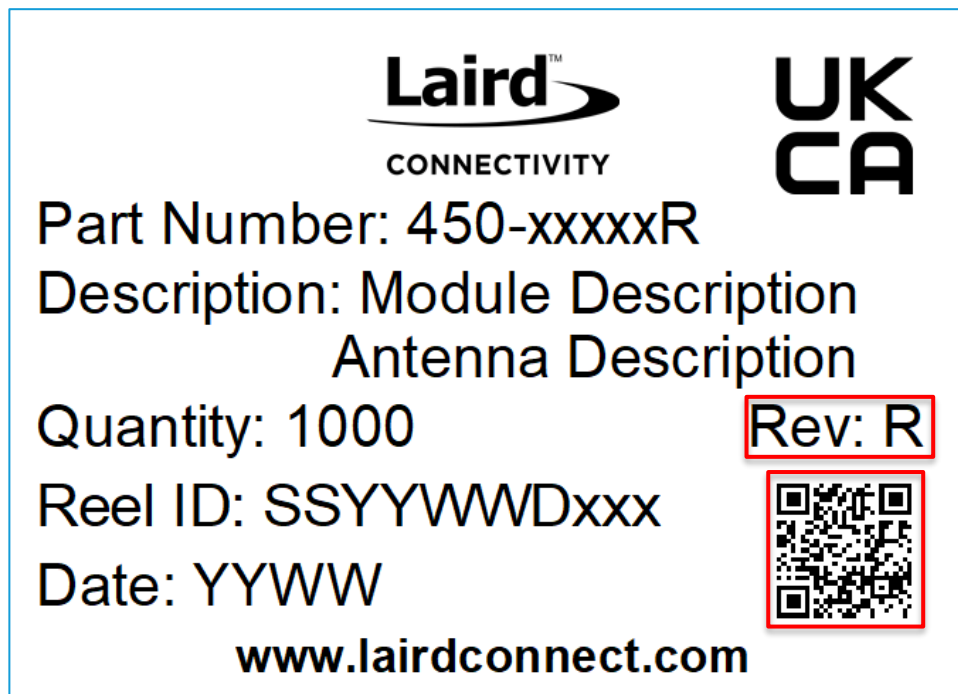 Laird™
CONNECTIVITY
UK
CA
Part Number: 450-xxxxxR
Description: Module Description
Antenna Description
Quantity: 1000
Rev: R
Reel ID: SSYYWWDxxx
Date: YYWW
www.lairdconnect.com